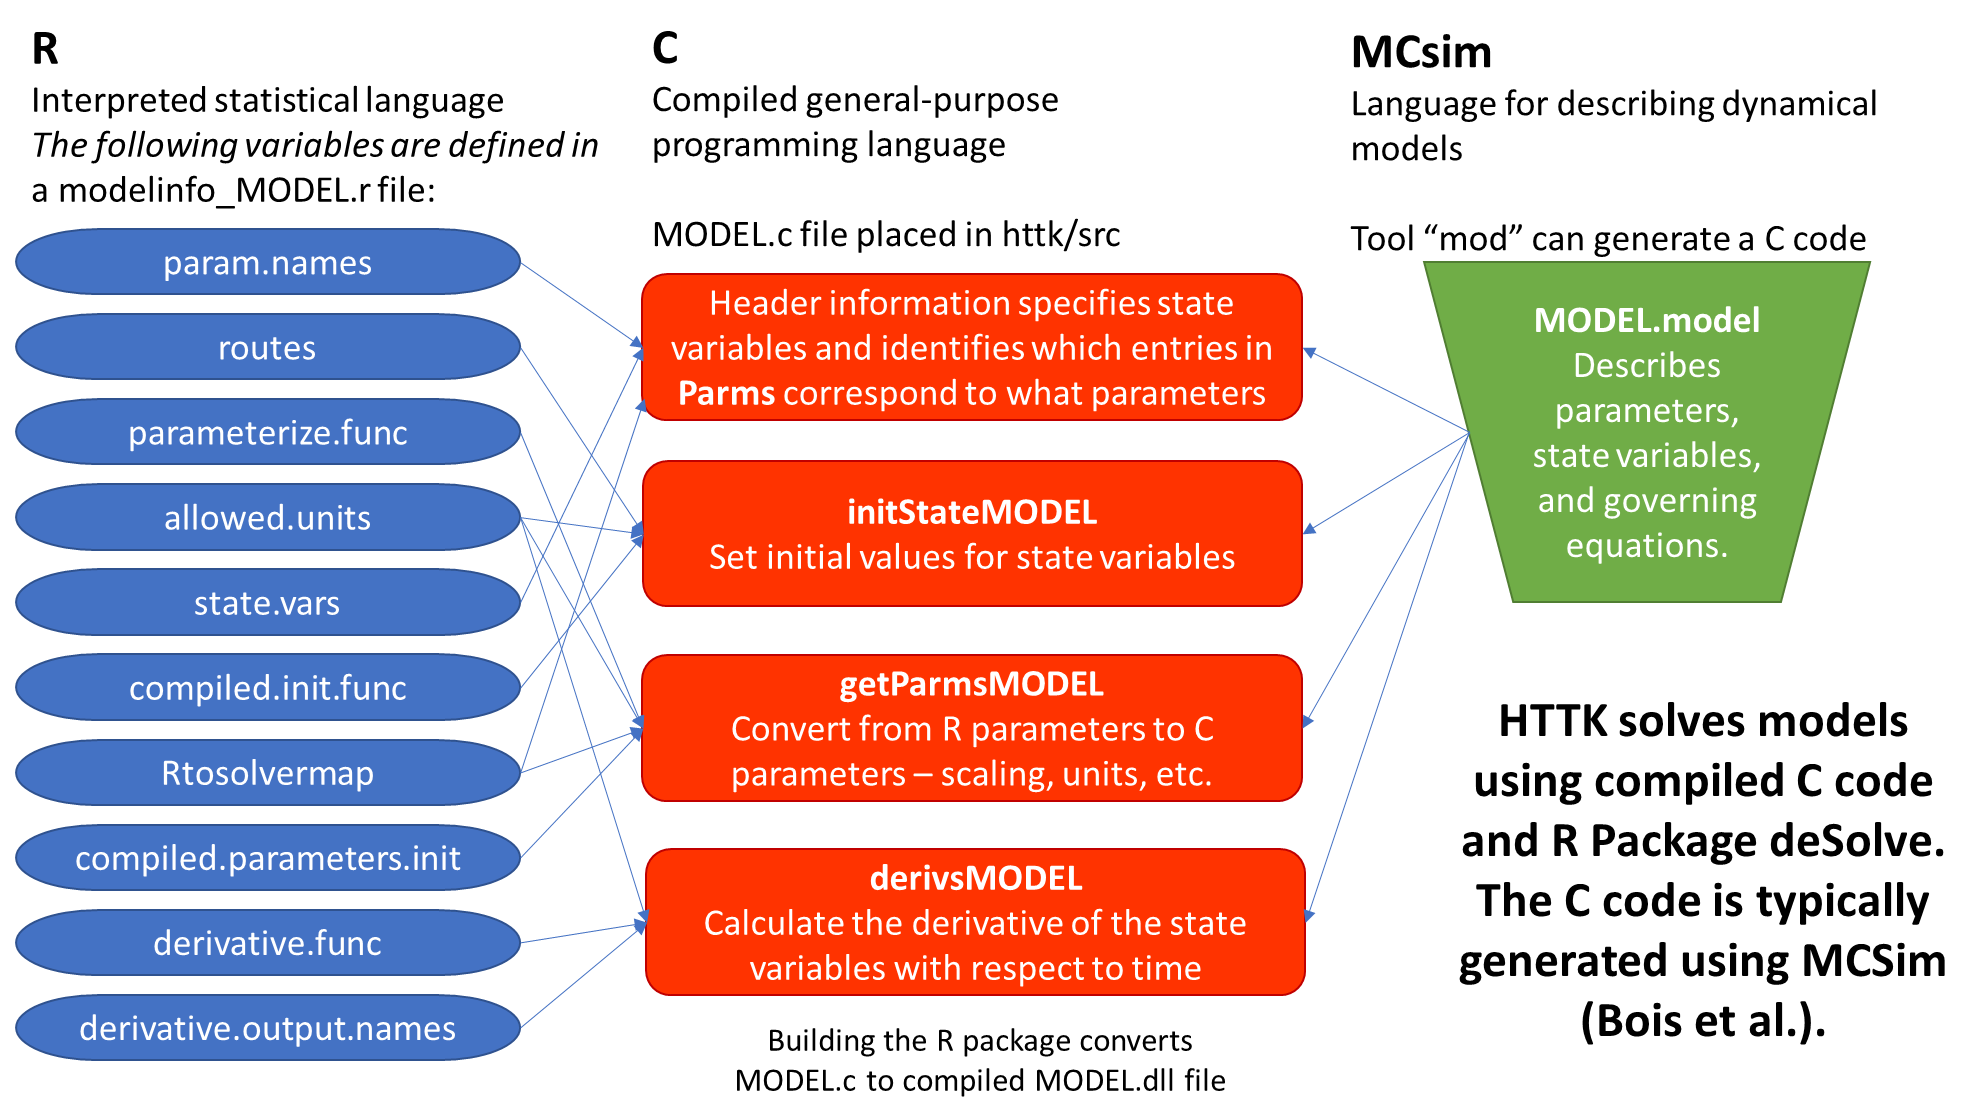 R
Interpreted statistical language
The following variables are defined in
a modelinfo_MODEL.r file:
param.names
routes
parameterize.func
allowed.units
state.vars
compiled.init.func
Rtosolvermap
compiled.parameters.init
derivative.func
derivative.output.names
C
Compiled general-purpose
programming language
MODEL.c file placed in httk/src
Header information specifies state
variables and identifies which entries in
Parms correspond to what parameters
initStateMODEL
Set initial values for state variables
getParmsMODEL
Convert from R parameters to C
parameters – scaling, units, etc.
derivsMODEL
Calculate the derivative of the state
variables with respect to time
Building the R package converts
MODEL.c to compiled MODEL.dll file
MCsim
Language for describing dynamical
models
Tool “mod” can generate a C code
MODEL.model
Describes
parameters,
state variables,
and governing
equations.
HTTK solves models
using compiled C code
and R Package deSolve.
The C code is typically
generated using MCSim
(Bois et al.).